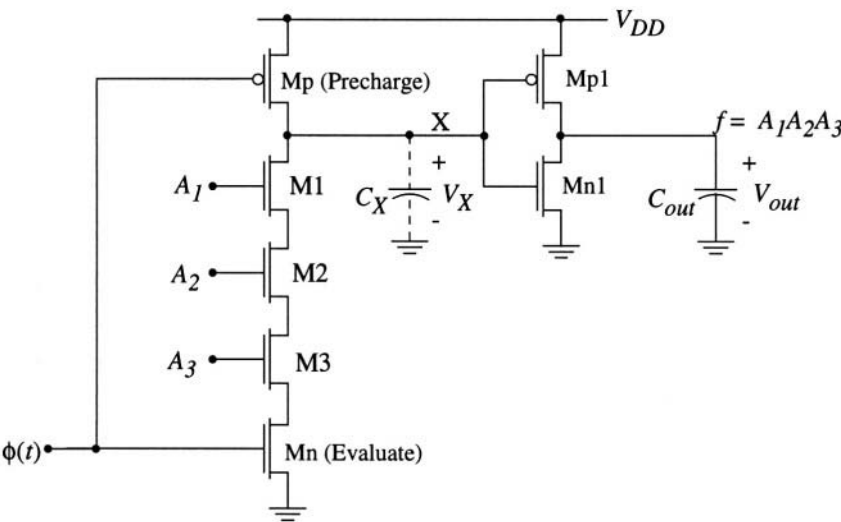 V_DD
Mp (Precharge)
Mp1
X
f = A_1A_2A_3
A_1
M1
+
C_X
V_X
-
Mn1
+
C_out
V_out
-
A_2
M2
A_3
M3
ϕ(t)
Mn (Evaluate)